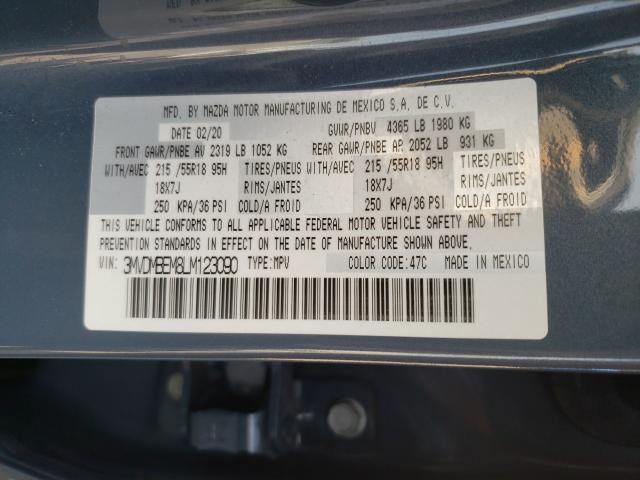 MFD. BY MAZDA MOTOR MANUFACTURING DE MEXICO S.A. DE C.V.
DATE 02/20 GVWR/PNBV 4365 LB 1980 KG
FRONT GAWR/PNBE AV 2319 LB 1052 KG REAR GAWR/PNBE AR 2052 LB 931 KG
WITH/AVEC 215 /55R18 95H TIRES/PNEUS WITH/AVEC 215 /55R18 95H TIRES/PNEUS
18X7J RIMS/JANTES 18X7J RIMS/JANTES
250 KPA/36 PSI COLD/A FROID 250 KPA/36 PSI COLD/A FROID
THIS VEHICLE CONFORMS TO ALL APPLICABLE FEDERAL MOTOR VEHICLE SAFETY AND THEFT
PREVENTION STANDARDS IN EFFECT ON THE DATE OF MANUFACTURE SHOWN ABOVE.
VIN: 3MVDMBEM8LM123090 TYPE:MPV COLOR CODE:47C MADE IN MEXICO